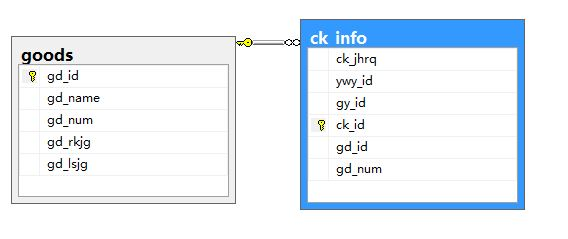 goods
gd_id
gd_name
gd_num
gd_rkjg
gd_lsjg
ck_info
ck_jhrq
ywy_id
gy_id
ck_id
gd_id
gd_num